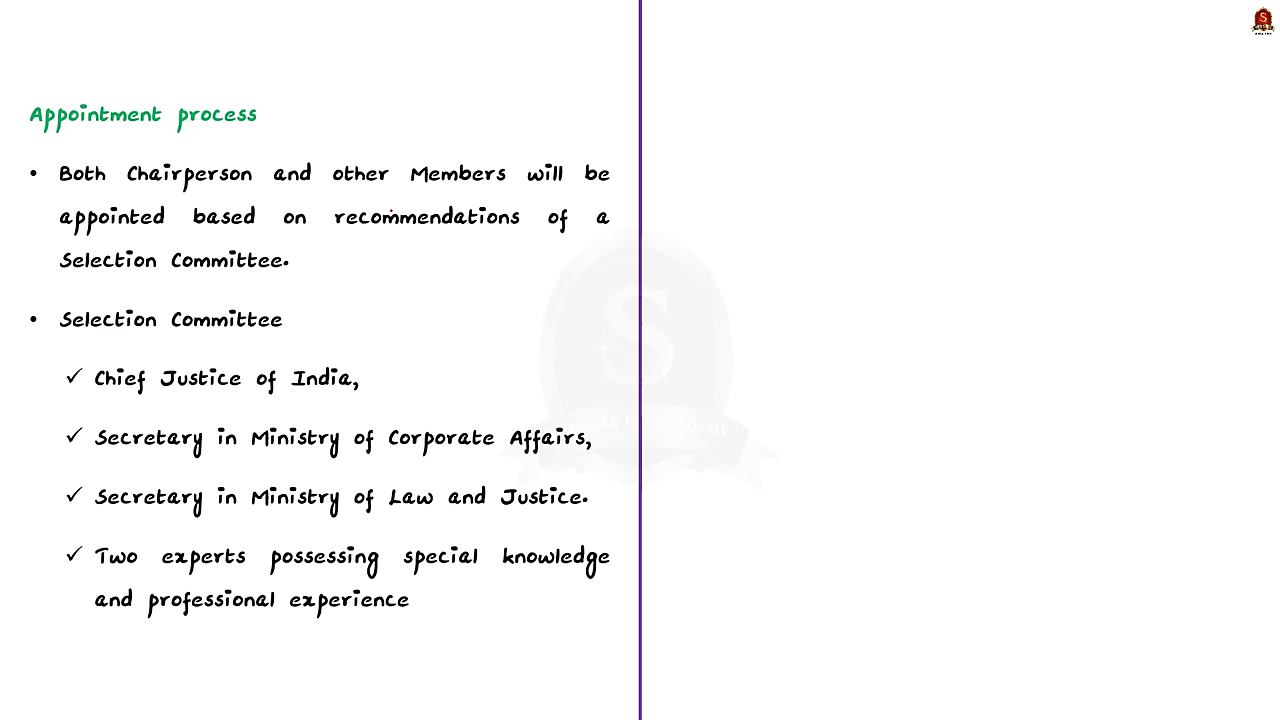 Appointment process
• Both Chairperson and other Members will be
appointed based on recommendations of a
Selection Committee.
• Selection Committee
✓ Chief Justice of India,
✓ Secretary in Ministry of Corporate Affairs,
✓ Secretary in Ministry of Law and Justice.
✓ Two experts possessing special knowledge
and professional experience
S